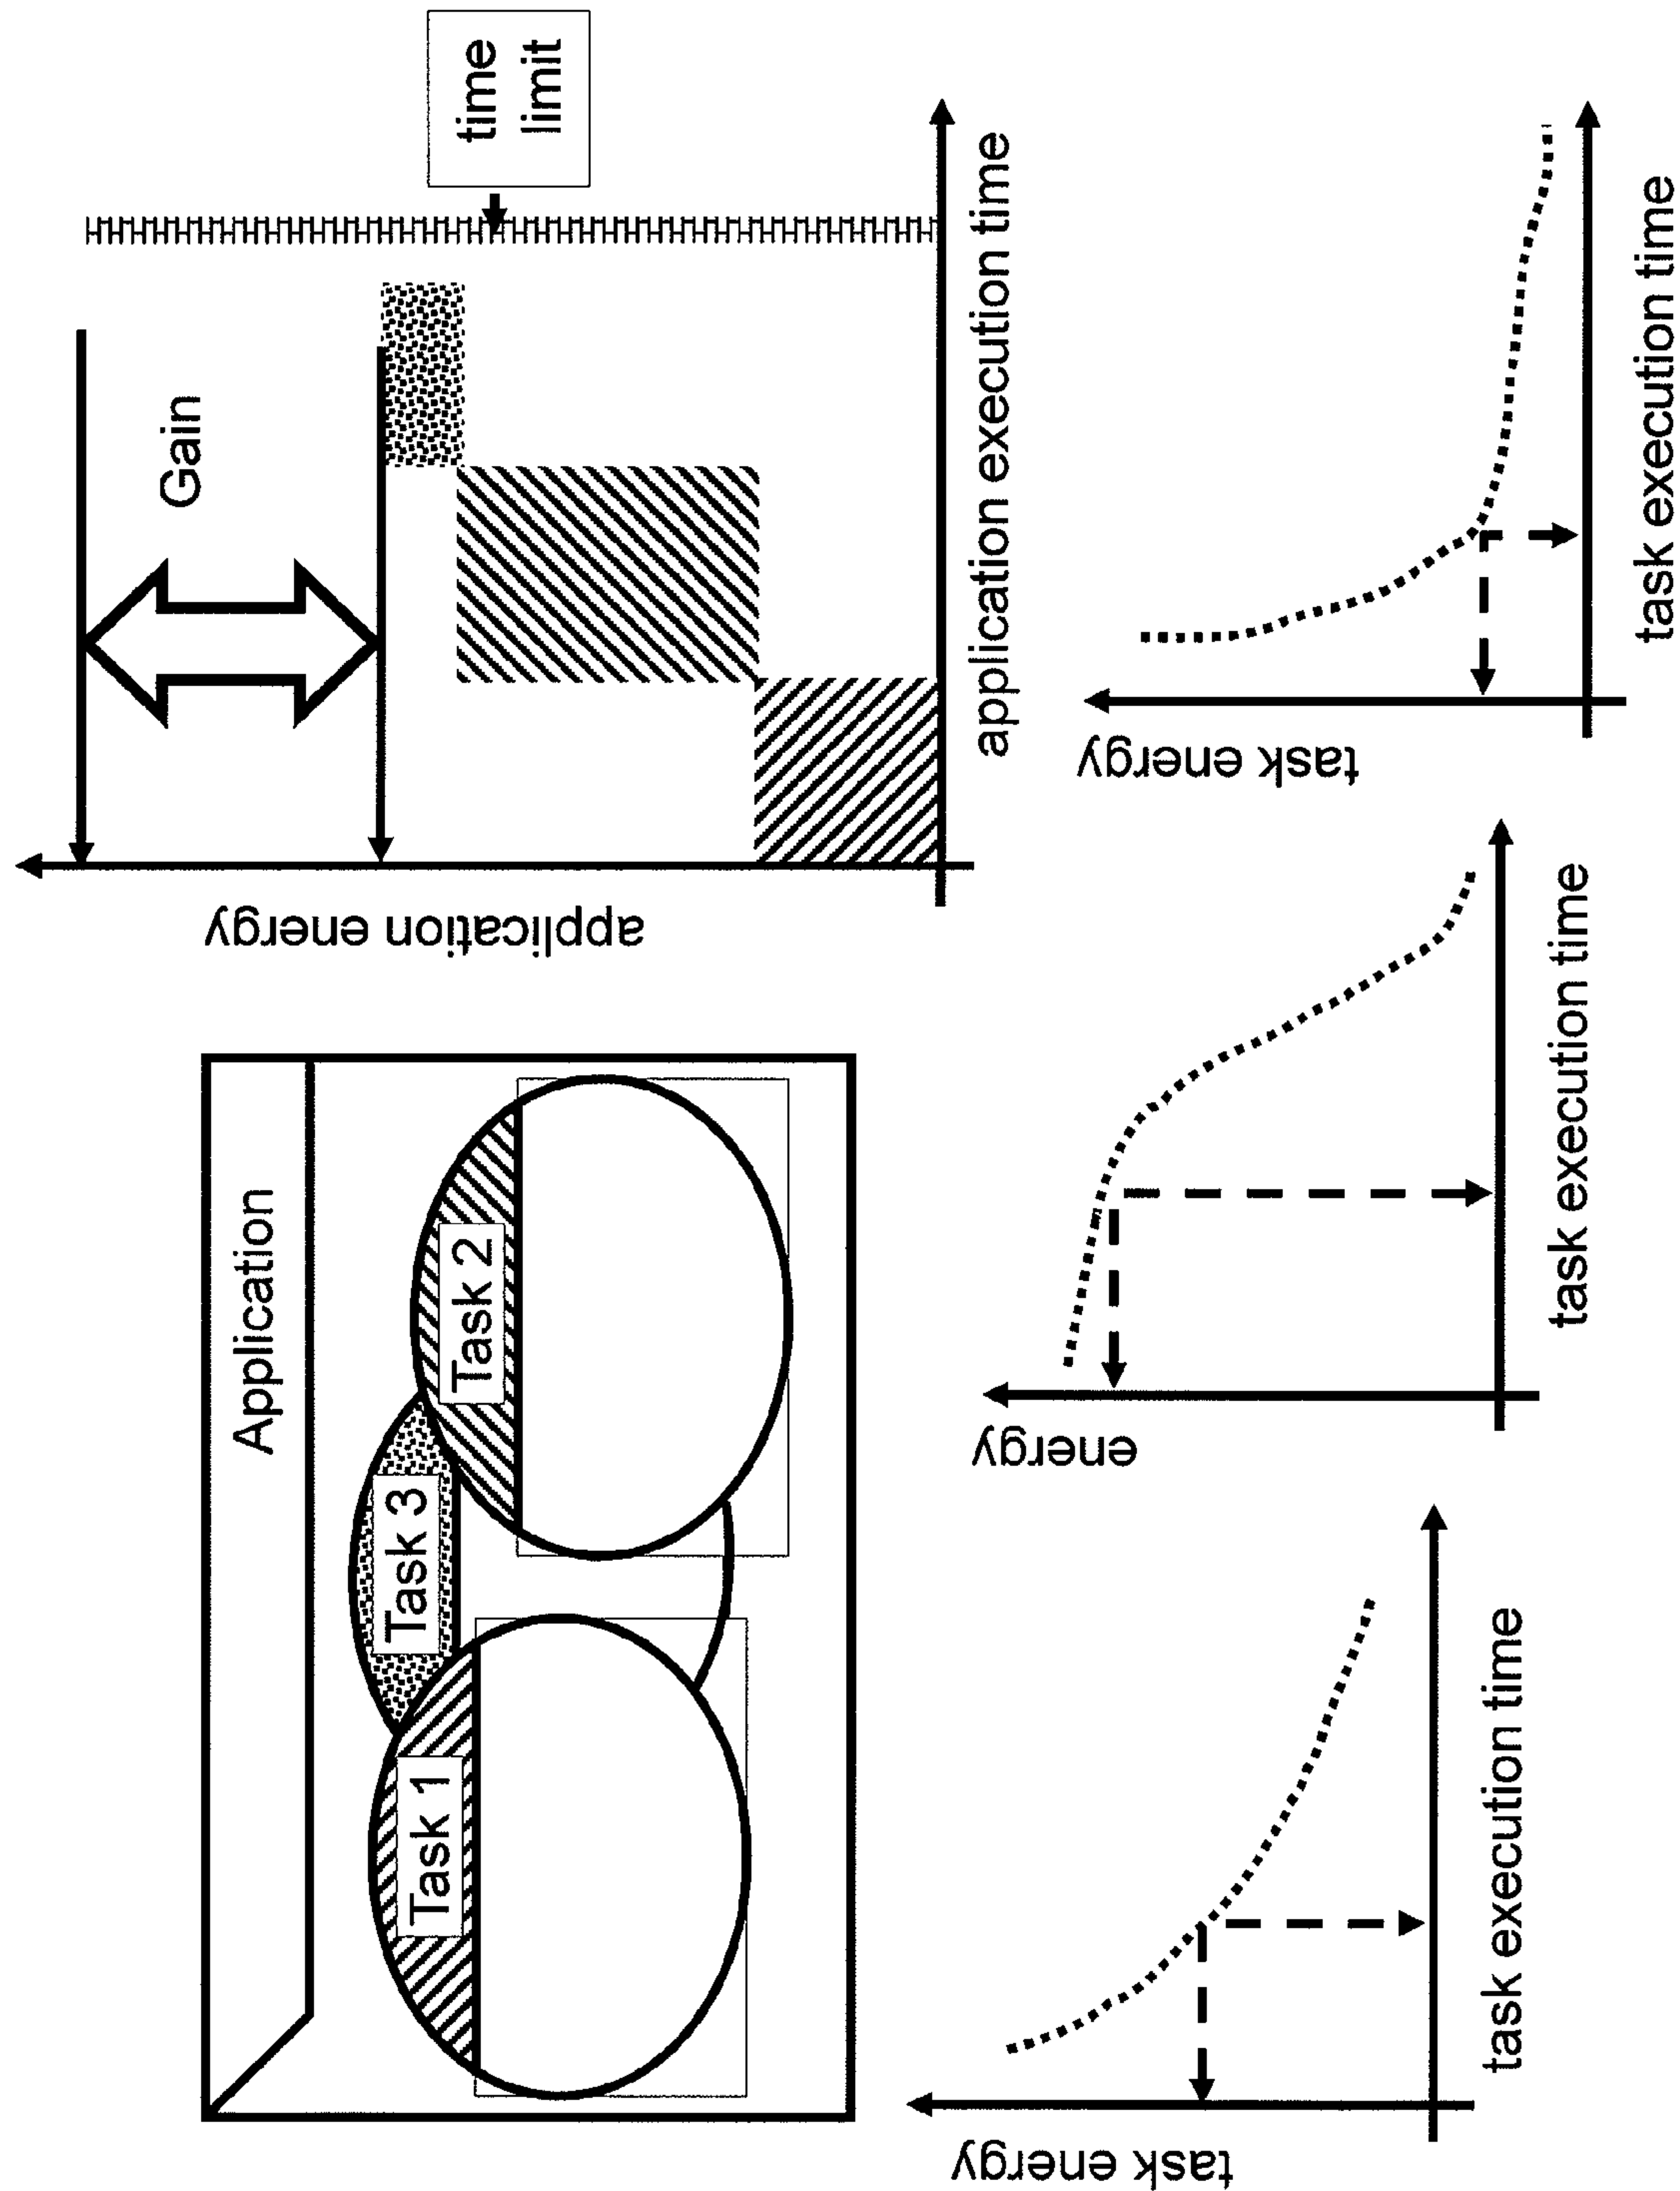 Application
Task 3
Task 1
Task 2
application energy
Gain
time
limit
application execution time
task energy
task execution time
energy
task execution time
task energy
task execution time